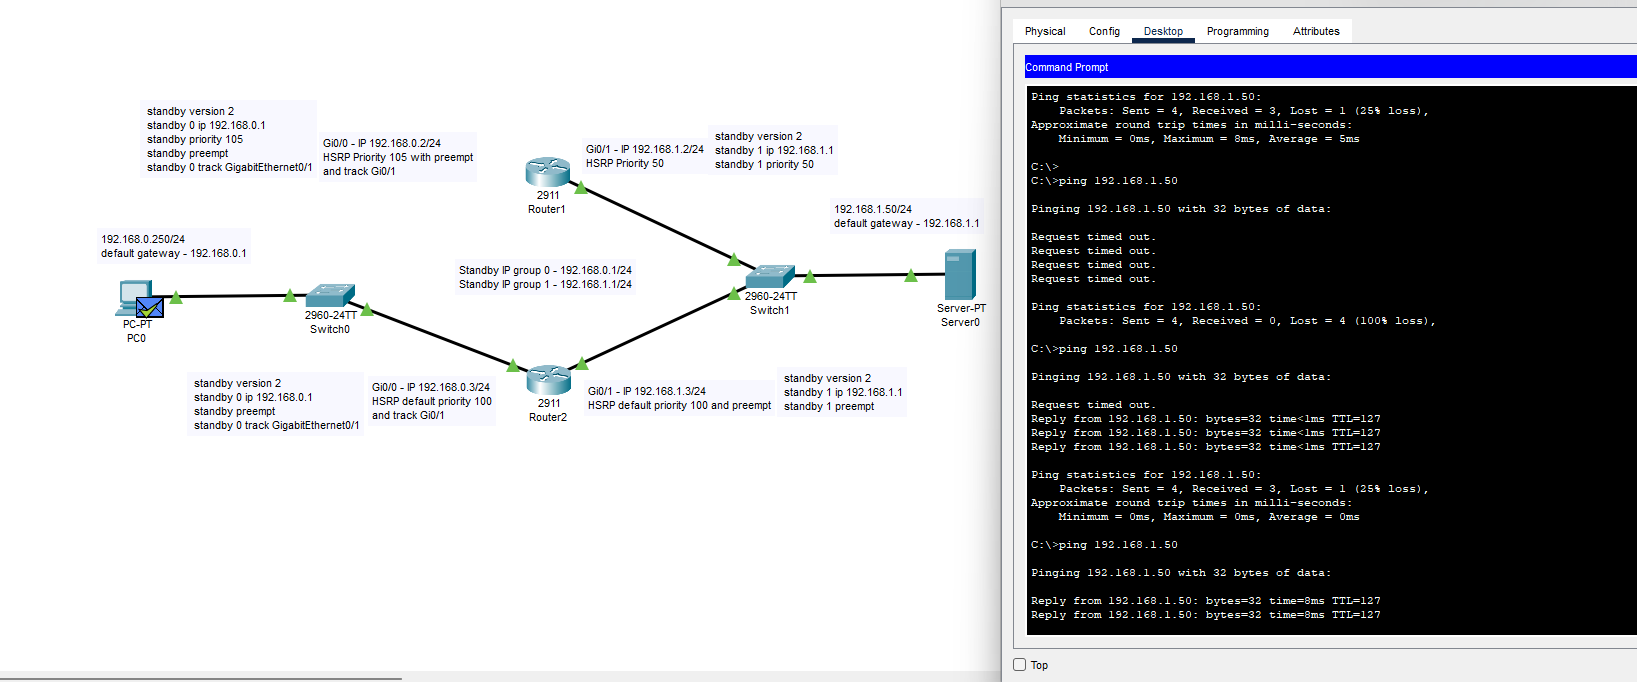 standby version 2
standby 0 ip 192.168.0.1
standby priority 105
standby preempt
standby 0 track GigabitEthernet0/1
Gi0/0 - IP 192.168.0.2/24
HSRP Priority 105 with preempt
and track Gi0/1
Gi0/1 - IP 192.168.1.2/24
HSRP Priority 50
standby version 2
standby 1 ip 192.168.1.1
standby 1 priority 50
2911
Router1
192.168.1.50/24
default gateway - 192.168.1.1
192.168.0.250/24
default gateway - 192.168.0.1
Standby IP group 0 - 192.168.0.1/24
Standby IP group 1 - 192.168.1.1/24
PC-PT
PC0
2960-24TT
Switch0
2960-24TT
Switch1
Server-PT
Server0
standby version 2
standby 0 ip 192.168.0.1
standby preempt
standby 0 track GigabitEthernet0/1
Gi0/0 - IP 192.168.0.3/24
HSRP default priority 100
and track Gi0/1
2911
Router2
Gi0/1 - IP 192.168.1.3/24
HSRP default priority 100 and preempt
standby version 2
standby 1 ip 192.168.1.1
standby 1 preempt
Physical Config Desktop Programming Attributes
Command Prompt
Ping statistics for 192.168.1.50:
Packets: Sent = 4, Received = 3, Lost = 1 (25% loss),
Approximate round trip times in milli-seconds:
Minimum = 0ms, Maximum = 8ms, Average = 5ms
C:\>
C:\>ping 192.168.1.50
Pinging 192.168.1.50 with 32 bytes of data:
Request timed out.
Request timed out.
Request timed out.
Request timed out.
Ping statistics for 192.168.1.50:
Packets: Sent = 4, Received = 0, Lost = 4 (100% loss),
C:\>ping 192.168.1.50
Pinging 192.168.1.50 with 32 bytes of data:
Request timed out.
Reply from 192.168.1.50: bytes=32 time<1ms TTL=127
Reply from 192.168.1.50: bytes=32 time<1ms TTL=127
Reply from 192.168.1.50: bytes=32 time<1ms TTL=127
Ping statistics for 192.168.1.50:
Packets: Sent = 4, Received = 3, Lost = 1 (25% loss),
Approximate round trip times in milli-seconds:
Minimum = 0ms, Maximum = 0ms, Average = 0ms
C:\>ping 192.168.1.50
Pinging 192.168.1.50 with 32 bytes of data:
Reply from 192.168.1.50: bytes=32 time=8ms TTL=127
Reply from 192.168.1.50: bytes=32 time=8ms TTL=127
Top